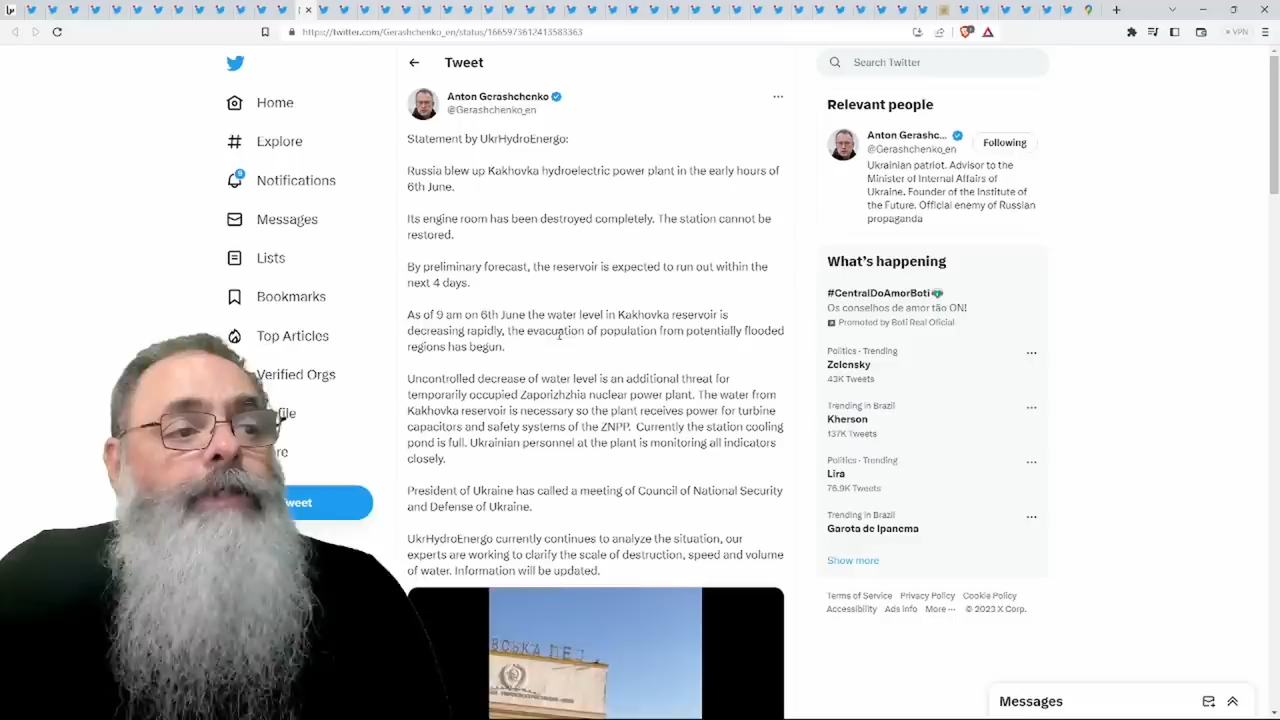 https://twitter.com/Gerashchenko_en/status/1665973612413583363
VPN
Home
Explore
Notifications
Messages
Lists
Bookmarks
Top Articles
Verified Orgs
Tweet
Anton Gerashchenko
@Gerashchenko_en
Statement by UkrHydroEnergo:
Russia blew up Kakhovka hydroelectric power plant in the early hours of
6th June.
Its engine room has been destroyed completely. The station cannot be
restored.
By preliminary forecast, the reservoir is expected to run out within the
next 4 days.
As of 9 am on 6th June the water level in Kakhovka reservoir is
decreasing rapidly, the evacuation of population from potentially flooded
regions has begun.
Uncontrolled decrease of water level is an additional threat for
temporarily occupied Zaporizhzhia nuclear power plant. The water from
Kakhovka reservoir is necessary so the plant receives power for turbine
capacitors and safety systems of the ZNPP. Currently the station cooling
pond is full. Ukrainian personnel at the plant is monitoring all indicators
closely.
President of Ukraine has called a meeting of Council of National Security
and Defense of Ukraine.
UkrHydroEnergo currently continues to analyze the situation, our
experts are working to clarify the scale of destruction, speed and volume
of water. Information will be updated.
Search Twitter
Relevant people
Anton Gerashc...
@Gerashchenko_en
Following
Ukrainian patriot. Advisor to the
Minister of Internal Affairs of
Ukraine. Founder of the Institute of
the Future. Official enemy of Russian
propaganda
What's happening
#CentralDoAmorBoti
Os conselhos de amor tão ON!
Promoted by Boti Real Oficial
Politics · Trending
Zelensky
43K Tweets
Trending in Brazil
Kherson
137K Tweets
Politics · Trending
Lira
76.9K Tweets
Trending in Brazil
Garota de Ipanema
Show more
Terms of Service Privacy Policy Cookie Policy
Accessibility Ads info More ··· © 2023 X Corp.
Messages